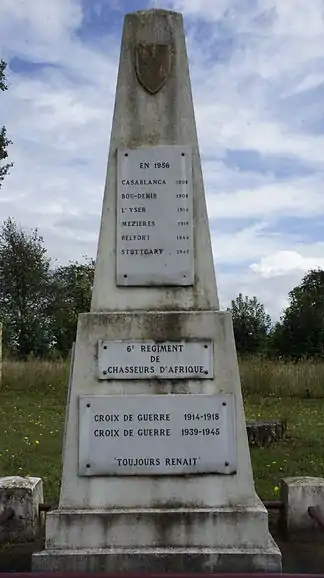 EN 1956
CASABLANCA 1908
BOU-DENIB 1908
L'YSER 1914
MEZIERES 1918
BELFORT 1944
STUTTGART 1945
6e REGIMENT
DE
CHASSEURS D'AFRIQUE
CROIX DE GUERRE 1914-1918
CROIX DE GUERRE 1939-1945
"TOUJOURS RENAIT"